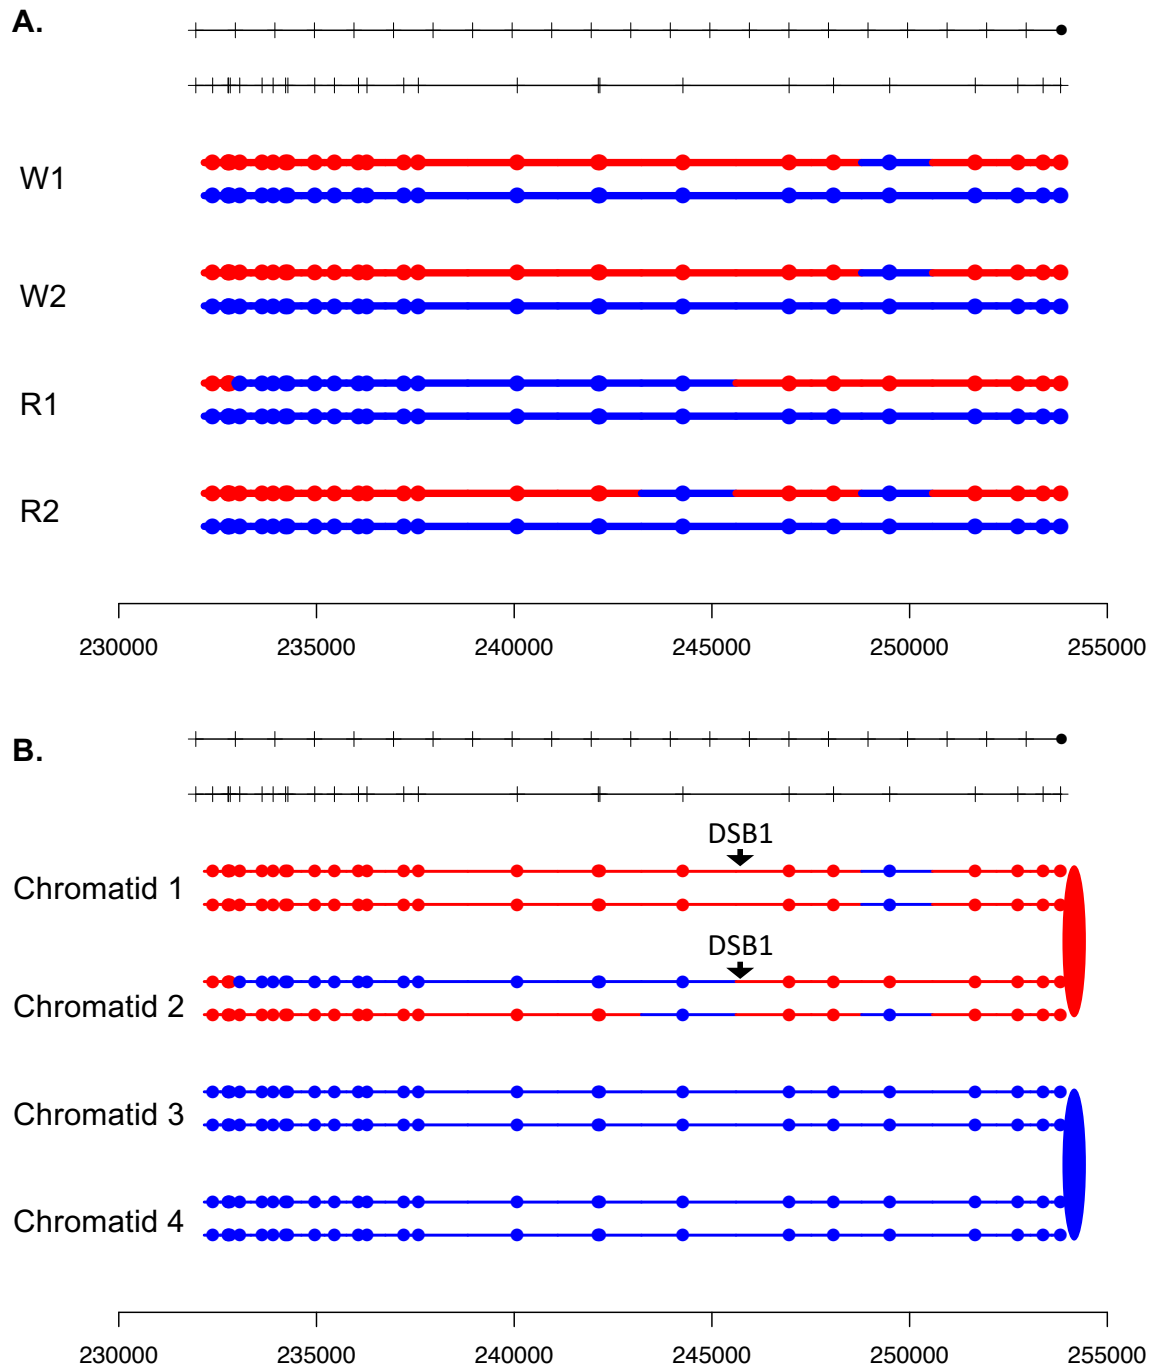 A.
W1
W2
R1
R2
230000 235000 240000 245000 250000 255000
B.
DSB1
Chromatid 1
DSB1
Chromatid 2
Chromatid 3
Chromatid 4
230000 235000 240000 245000 250000 255000